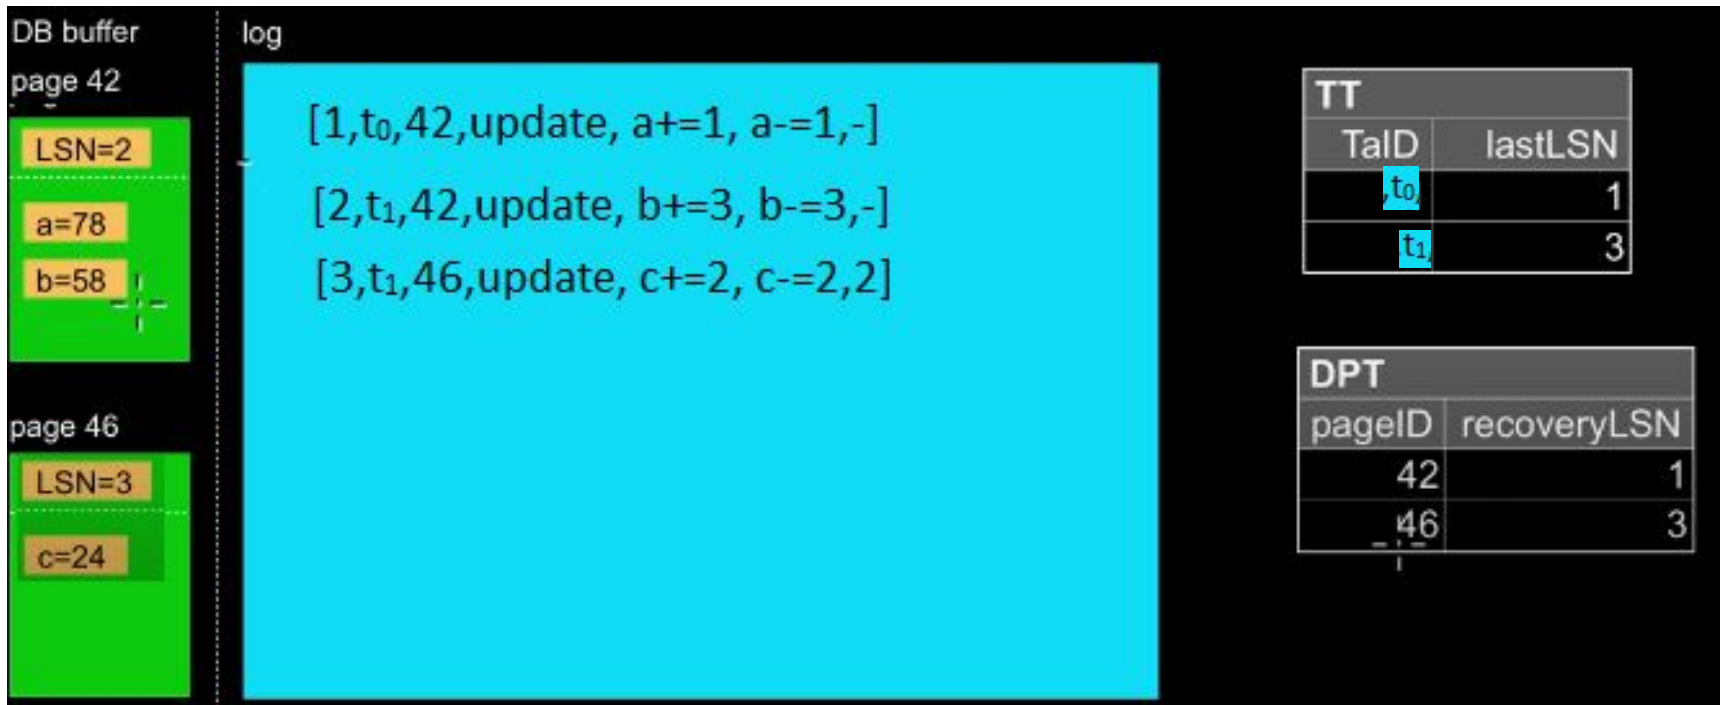 DB buffer
page 42
LSN=2
a=78
b=58
page 46
LSN=3
c=24
log
[1,t₀,42,update, a+=1, a-=1,-]
[2,t₁,42,update, b+=3, b-=3,-]
[3,t₁,46,update, c+=2, c-=2,2]
TT
TaID lastLSN
,t₀, 1
t₁, 3
DPT
pageID recoveryLSN
42 1
46 3